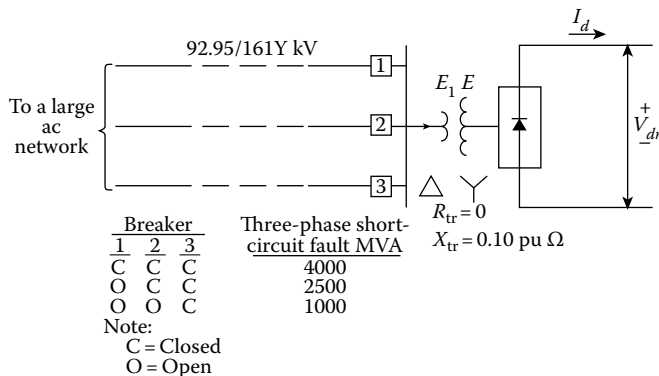 I_d
92.95/161Y kV
1
E_1 E
To a large
ac
network
2
+
V_dr
−
3
R_tr = 0
X_tr = 0.10 pu Ω
Breaker
Three-phase short-
circuit fault MVA
1 2 3
C C C 4000
O C C 2500
O O C 1000
Note:
C = Closed
O = Open